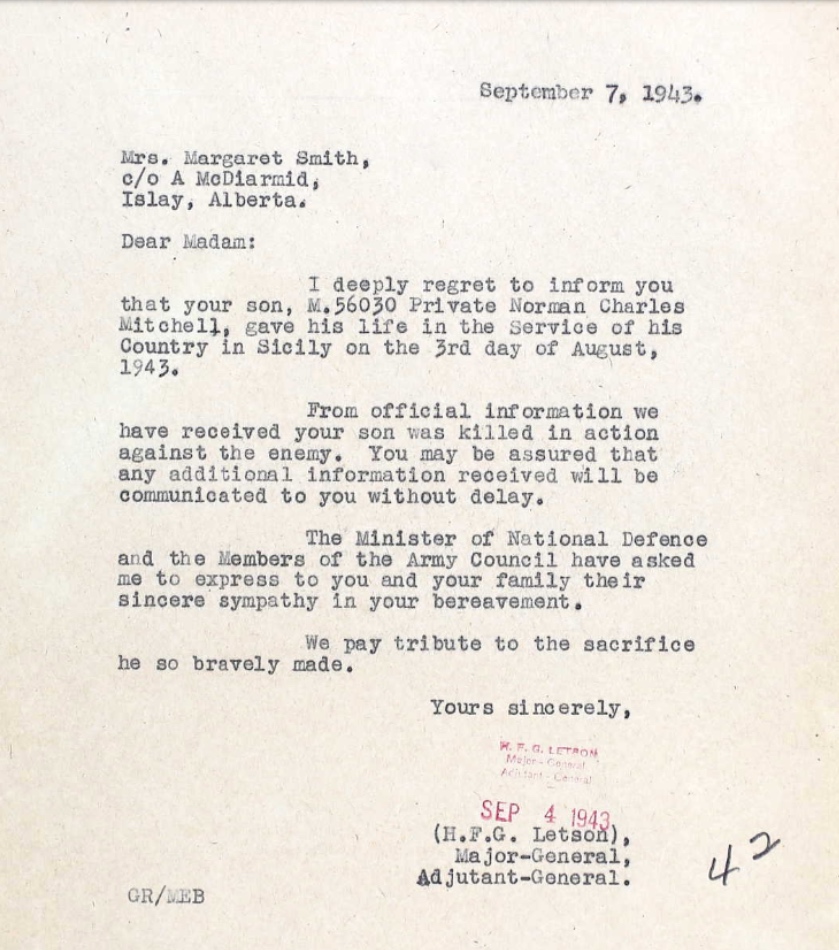 September 7, 1943.
Mrs. Margaret Smith,
c/o A McDiarmid,
Islay, Alberta.
Dear Madam:
I deeply regret to inform you
that your son, M.56030 Private Norman Charles
Mitchell, gave his life in the Service of his
Country in Sicily on the 3rd day of August,
1943.
From official information we
have received your son was killed in action
against the enemy. You may be assured that
any additional information received will be
communicated to you without delay.
The Minister of National Defence
and the Members of the Army Council have asked
me to express to you and your family their
sincere sympathy in your bereavement.
We pay tribute to the sacrifice
he so bravely made.
Yours sincerely,
H. F. G. LETSON
Major - General
Adjutant - General
SEP 4 1943
(H.F.G. Letson),
Major-General,
Adjutant-General.
42
GR/MEB